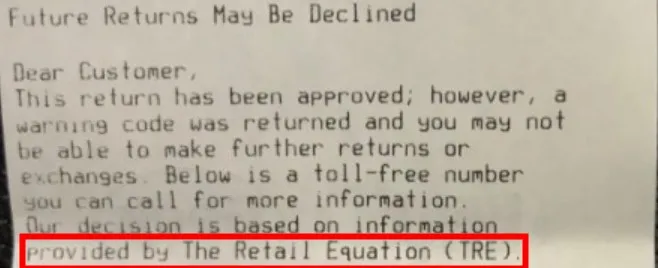 Future Returns May Be Declined
Dear Customer,
This return has been approved; however, a
warning code was returned and you may not
be able to make further returns or
exchanges. Below is a toll-free number
you can call for more information.
Our decision is based on information
provided by The Retail Equation (TRE).